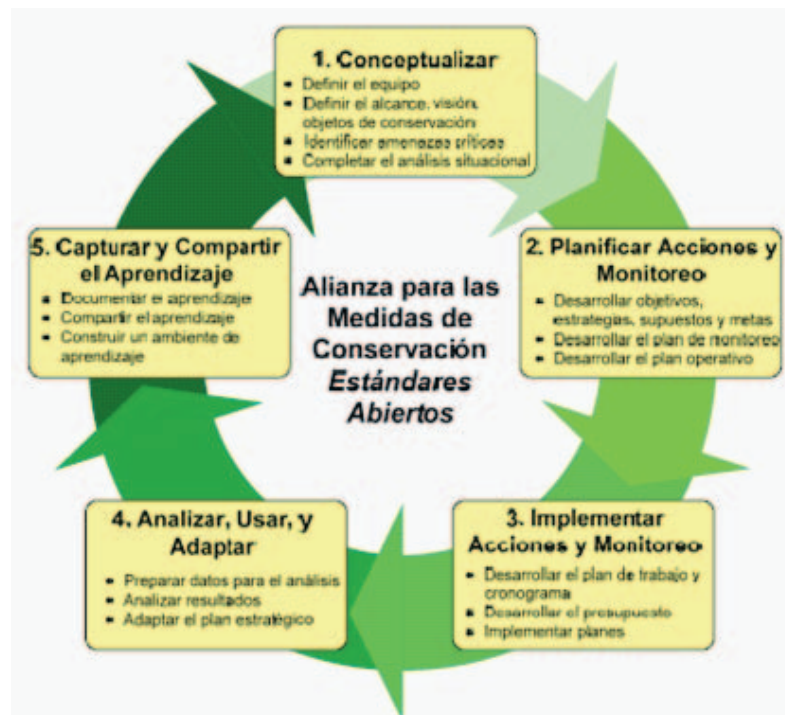 1. Conceptualizar
• Definir el equipo
• Definir el alcance, visión,
objetos de conservación
• Identificar amenazas críticas
• Completar el análisis situacional
2. Planificar Acciones y
Monitoreo
• Desarrollar objetivos,
estrategias, supuestos y metas
• Desarrollar el plan de monitoreo
• Desarrollar el plan operativo
3. Implementar
Acciones y Monitoreo
• Desarrollar el plan de trabajo y
cronograma
• Desarrollar el presupuesto
• Implementar planes
4. Analizar, Usar, y
Adaptar
• Preparar datos para el análisis
• Analizar resultados
• Adaptar el plan estratégico
5. Capturar y Compartir
el Aprendizaje
• Documentar el aprendizaje
• Compartir el aprendizaje
• Construir un ambiente de
aprendizaje
Alianza para las
Medidas de
Conservación
Estándares
Abiertos